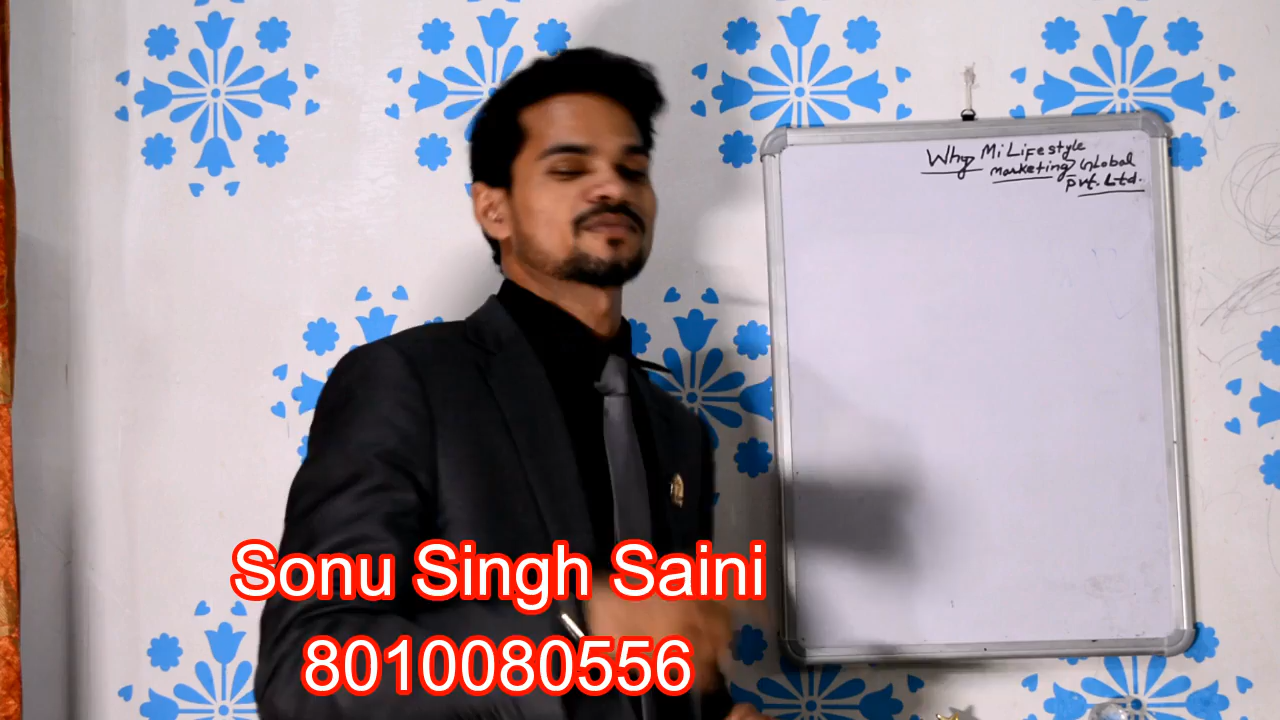 Why Mi Lifestyle
marketing Global
pvt. Ltd.
Sonu Singh Saini
8010080556